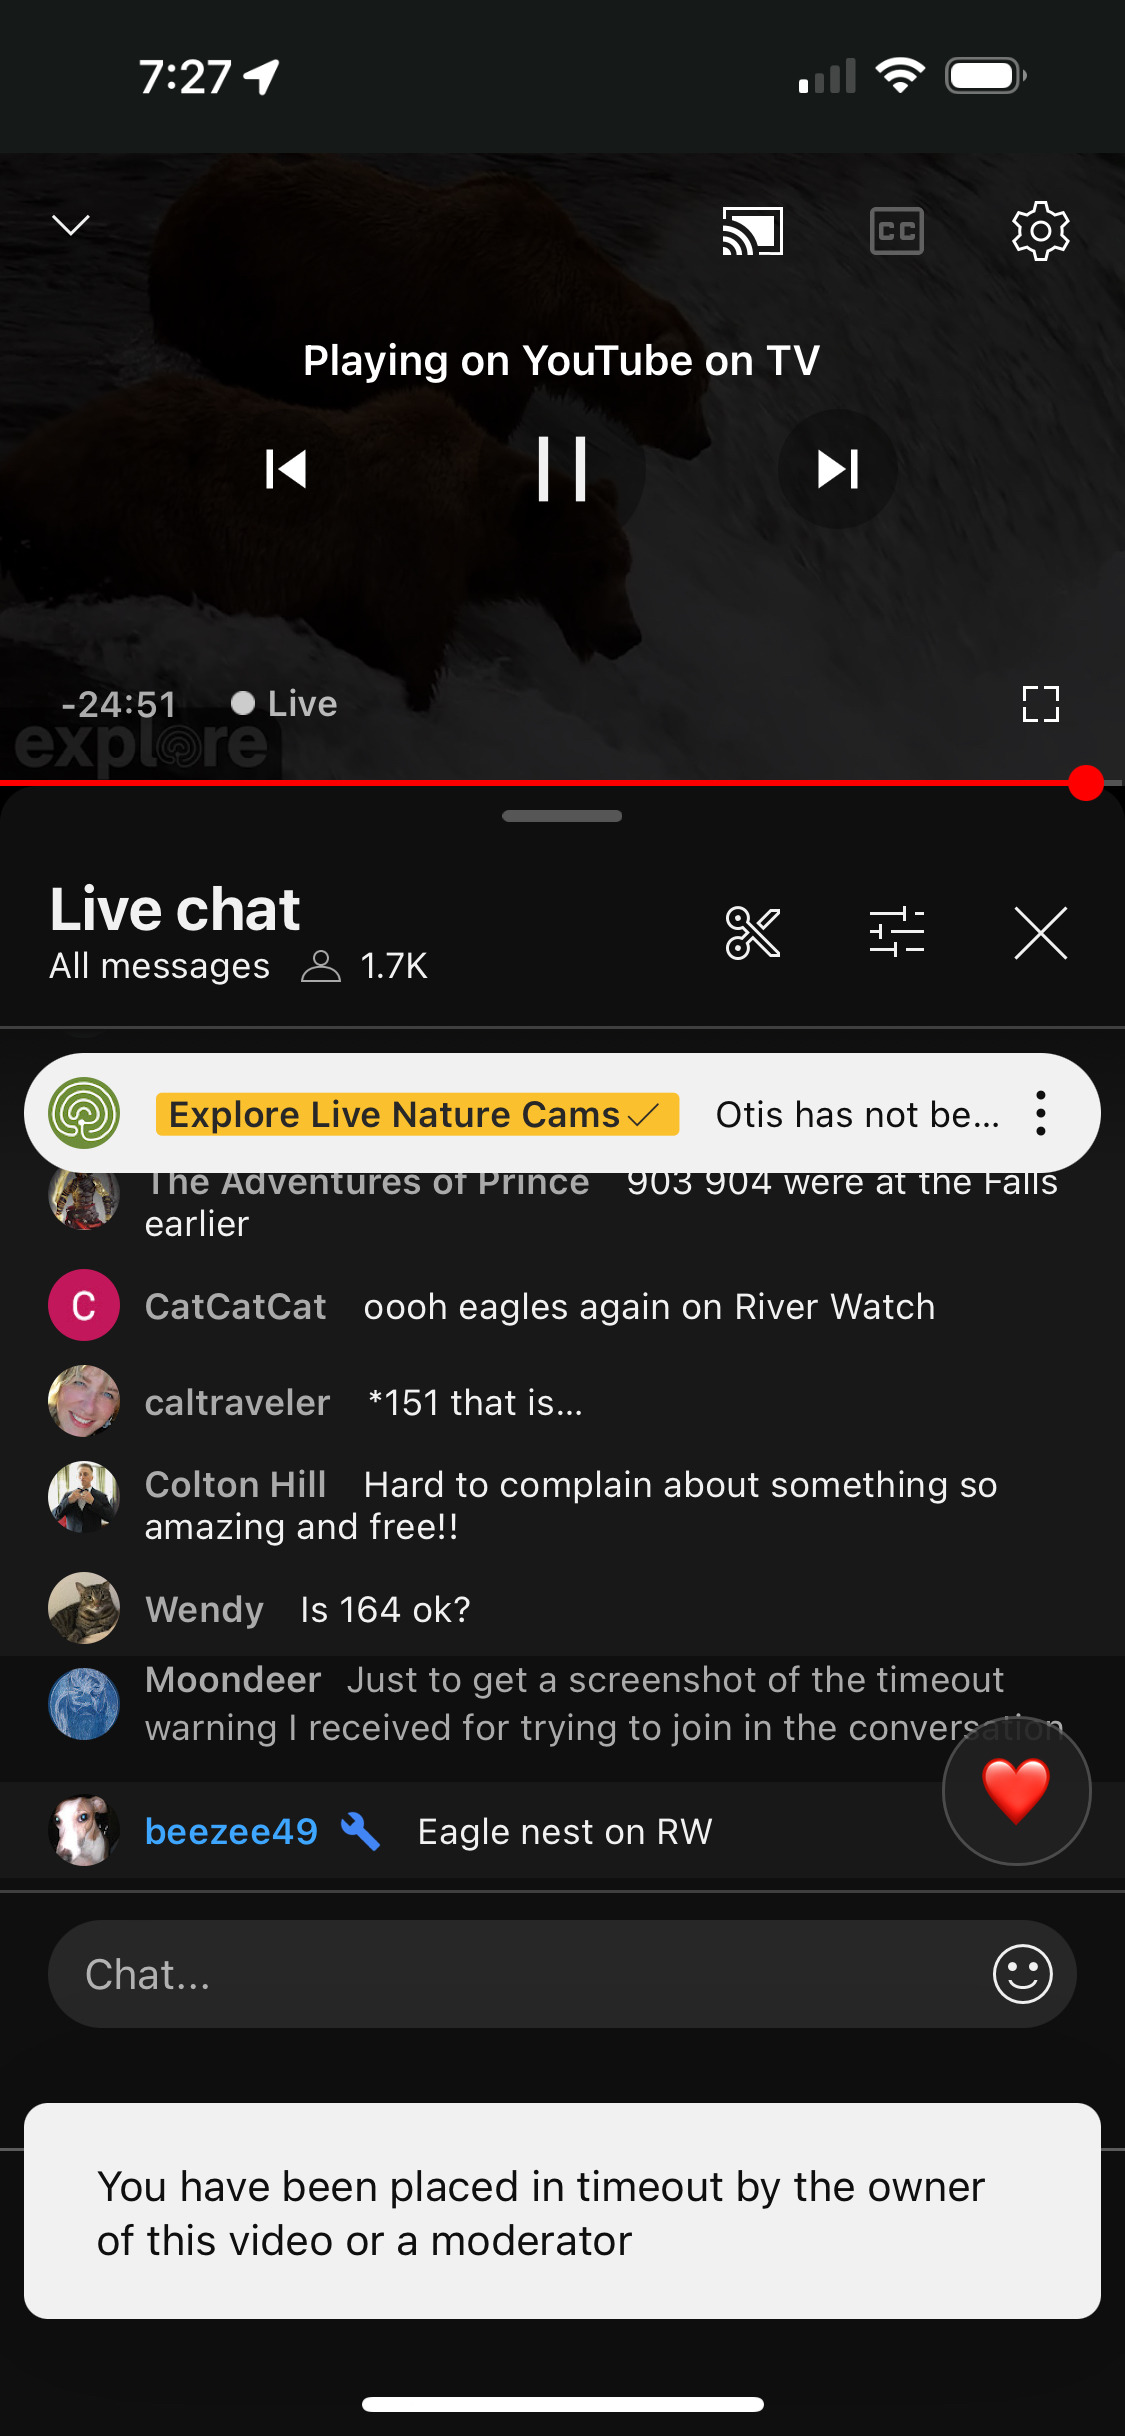 7:27
CC
Playing on YouTube on TV
-24:51 Live
explore
Live chat
All messages 1.7K
Explore Live Nature Cams Otis has not be...
The Adventures of Prince 903 904 were at the Falls
earlier
C CatCatCat oooh eagles again on River Watch
caltraveler *151 that is...
Colton Hill Hard to complain about something so
amazing and free!!
Wendy Is 164 ok?
Moondeer Just to get a screenshot of the timeout
warning I received for trying to join in the conversation
beezee49 Eagle nest on RW
Chat...
You have been placed in timeout by the owner
of this video or a moderator